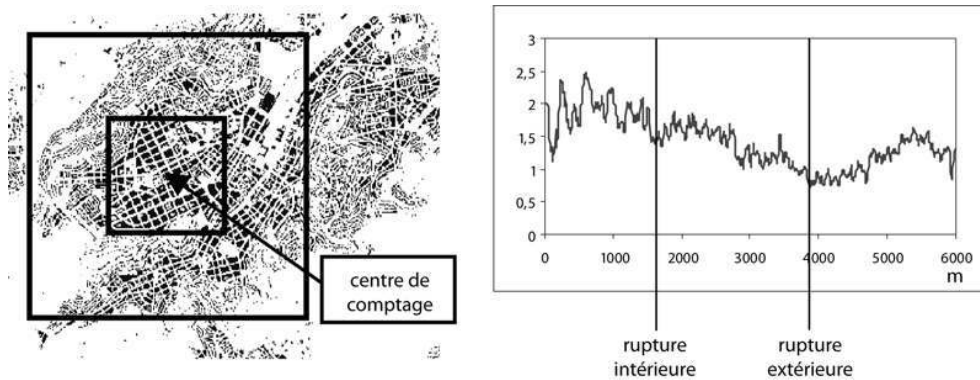 centre de
comptage
3
2,5
2
1,5
1
0,5
0
0 1000 2000 3000 4000 5000 6000
m
rupture
intérieure
rupture
extérieure